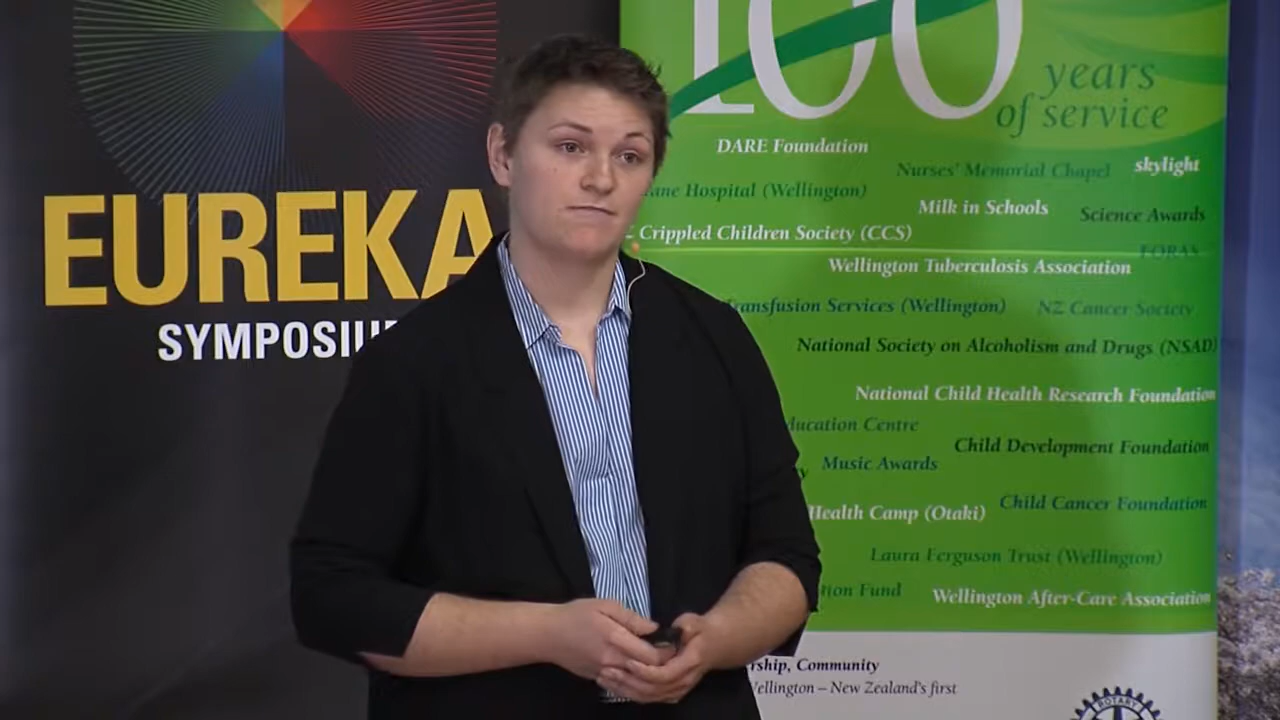 EUREKA
SYMPOSIU
100
years
of service
DARE Foundation
Nurses' Memorial Chapel
skylight
Hospital (Wellington)
Milk in Schools
Science Awards
Crippled Children Society (CCS)
FORAS
Wellington Tuberculosis Association
ansfusion Services (Wellington)
NZ Cancer Society
National Society on Alcoholism and Drugs (NSAD)
National Child Health Research Foundation
ducation Centre
Child Development Foundation
Music Awards
Child Cancer Foundation
Health Camp (Otaki)
Laura Ferguson Trust (Wellington)
Fund
Wellington After-Care Association
rship, Community
Wellington – New Zealand's first
ROTARY